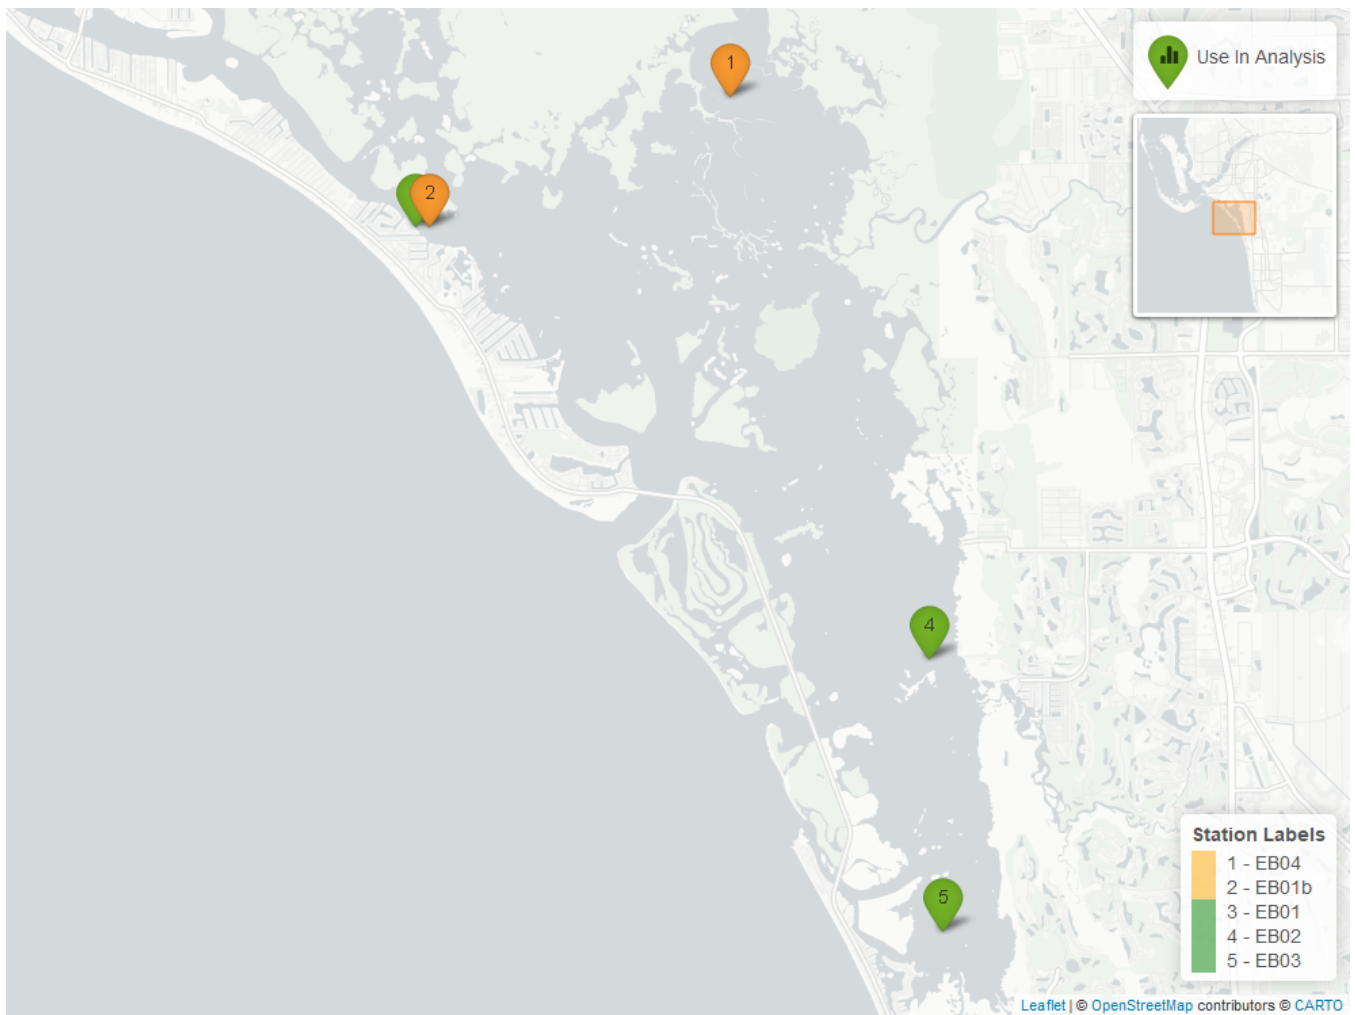 1
Use In Analysis
2
4
5
Station Labels
1 - EB04
2 - EB01b
3 - EB01
4 - EB02
5 - EB03
Leaflet | © OpenStreetMap contributors © CARTO